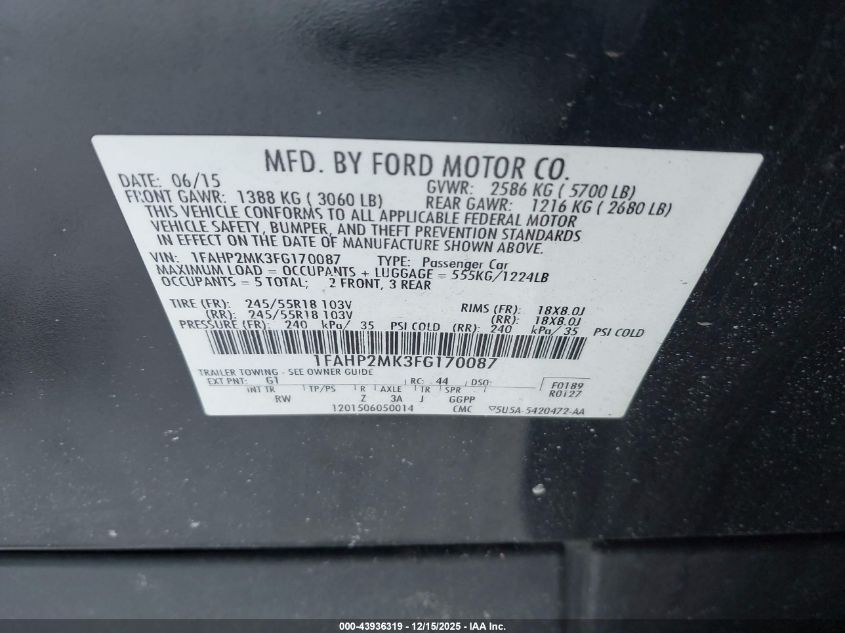 MFD. BY FORD MOTOR CO.
DATE: 06/15 GVWR: 2586 KG ( 5700 LB)
FRONT GAWR: 1388 KG ( 3060 LB) REAR GAWR: 1216 KG ( 2680 LB)
THIS VEHICLE CONFORMS TO ALL APPLICABLE FEDERAL MOTOR
VEHICLE SAFETY, BUMPER, AND THEFT PREVENTION STANDARDS
IN EFFECT ON THE DATE OF MANUFACTURE SHOWN ABOVE.
VIN: 1FAHP2MK3FG170087 TYPE: Passenger Car
MAXIMUM LOAD = OCCUPANTS + LUGGAGE = 555KG/1224LB
OCCUPANTS = 5 TOTAL; 2 FRONT, 3 REAR
TIRE (FR): 245/55R18 103V RIMS (FR): 18X8.0J
(RR): 245/55R18 103V (RR): 18X8.0J
PRESSURE (FR): 240 kPa/ 35 PSI COLD (RR): 240 kPa/ 35 PSI COLD
1FAHP2MK3FG170087
TRAILER TOWING - SEE OWNER GUIDE
EXT PNT: G1 RC: 44 DSO: F0189
INT TR TP/PS R AXLE TR SPR R0127
RW Z 3A J GGPP
1201506050014 CMC 5U5A-5420472-AA
000-43936319 - 12/15/2025 - IAA Inc.